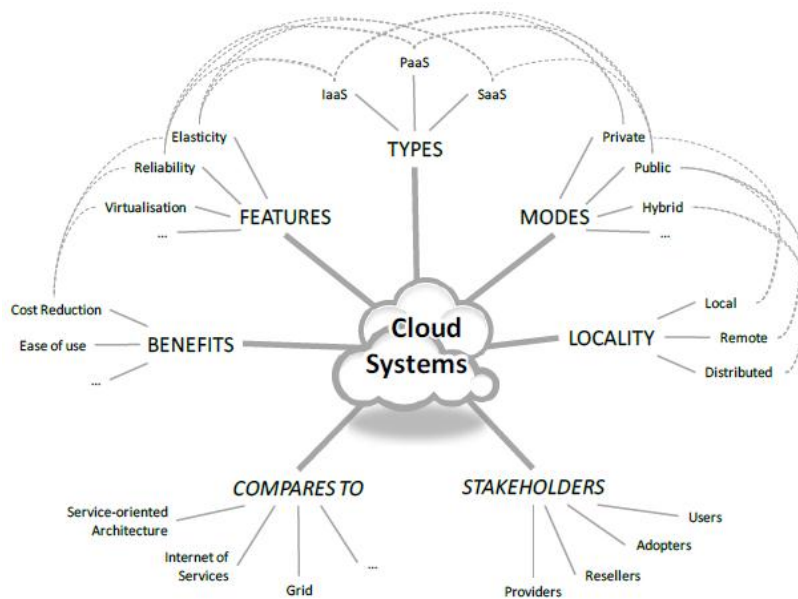 PaaS
IaaS
SaaS
TYPES
Elasticity
Reliability
Virtualisation
...
FEATURES
Private
Public
Hybrid
...
MODES
Cost Reduction
Ease of use
...
BENEFITS
Cloud
Systems
LOCALITY
Local
Remote
Distributed
COMPARES TO
Service-oriented
Architecture
Internet of
Services
Grid
...
STAKEHOLDERS
Providers
Resellers
Adopters
Users